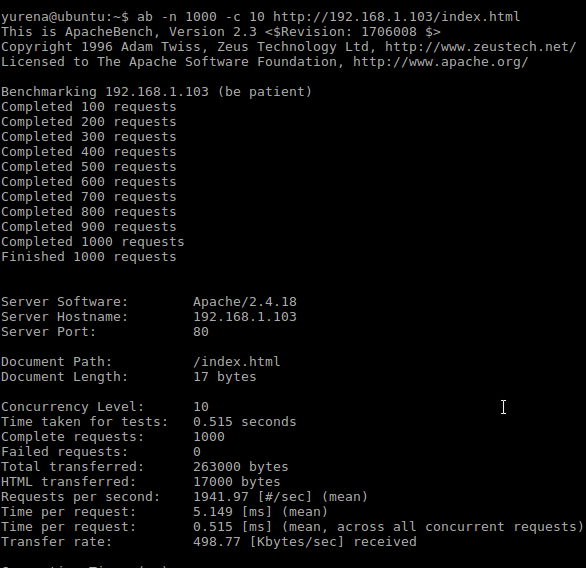 yurena@ubuntu:~$ ab -n 1000 -c 10 http://192.168.1.103/index.html
This is ApacheBench, Version 2.3 <$Revision: 1706008 $>
Copyright 1996 Adam Twiss, Zeus Technology Ltd, http://www.zeustech.net/
Licensed to The Apache Software Foundation, http://www.apache.org/
Benchmarking 192.168.1.103 (be patient)
Completed 100 requests
Completed 200 requests
Completed 300 requests
Completed 400 requests
Completed 500 requests
Completed 600 requests
Completed 700 requests
Completed 800 requests
Completed 900 requests
Completed 1000 requests
Finished 1000 requests
Server Software: Apache/2.4.18
Server Hostname: 192.168.1.103
Server Port: 80
Document Path: /index.html
Document Length: 17 bytes
Concurrency Level: 10
Time taken for tests: 0.515 seconds
Complete requests: 1000
Failed requests: 0
Total transferred: 263000 bytes
HTML transferred: 17000 bytes
Requests per second: 1941.97 [#/sec] (mean)
Time per request: 5.149 [ms] (mean)
Time per request: 0.515 [ms] (mean, across all concurrent requests)
Transfer rate: 498.77 [Kbytes/sec] received